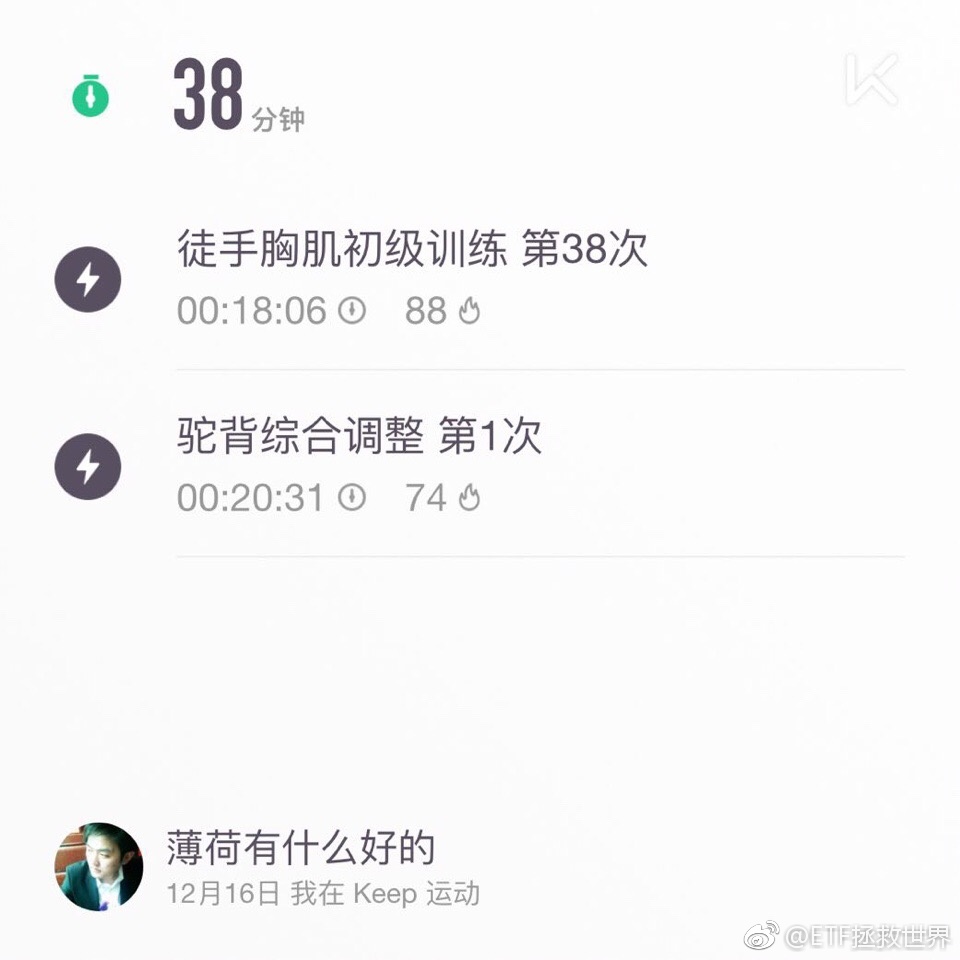 38 分钟
徒手胸肌初级训练 第38次
00:18:06 88
驼背综合调整 第1次
00:20:31 74
薄荷有什么好的
12月16日 我在 Keep 运动
@ETF拯救世界